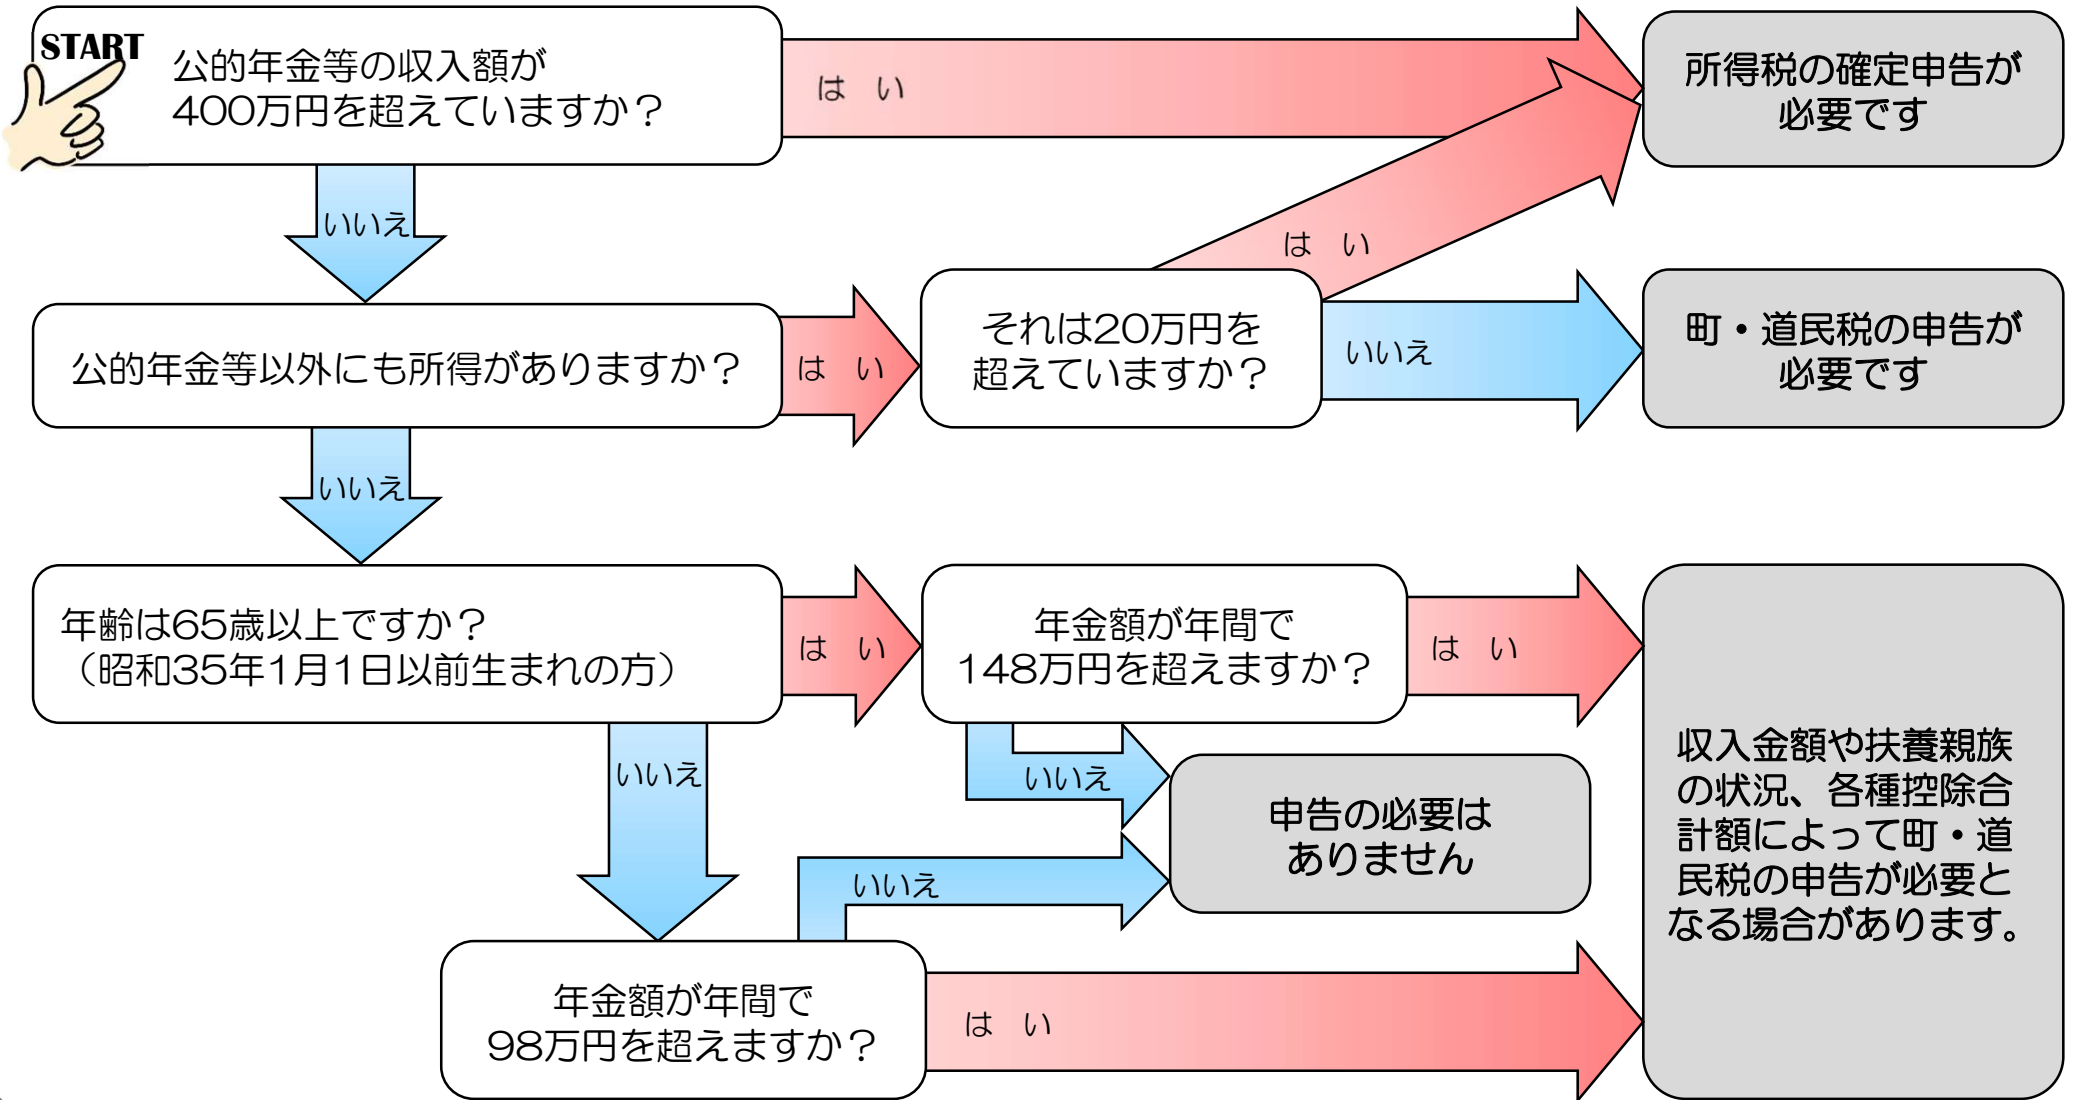 START
公的年金等の収入額が
400万円を超えていますか？
は い
所得税の確定申告が
必要です
いいえ
は い
公的年金等以外にも所得がありますか？
は い
それは20万円を
超えていますか？
いいえ
町・道民税の申告が
必要です
いいえ
年齢は65歳以上ですか？
（昭和35年1月1日以前生まれの方）
は い
年金額が年間で
148万円を超えますか？
は い
いいえ
いいえ
申告の必要は
ありません
いいえ
年金額が年間で
98万円を超えますか？
は い
収入金額や扶養親族
の状況、各種控除合
計額によって町・道
民税の申告が必要と
なる場合があります。